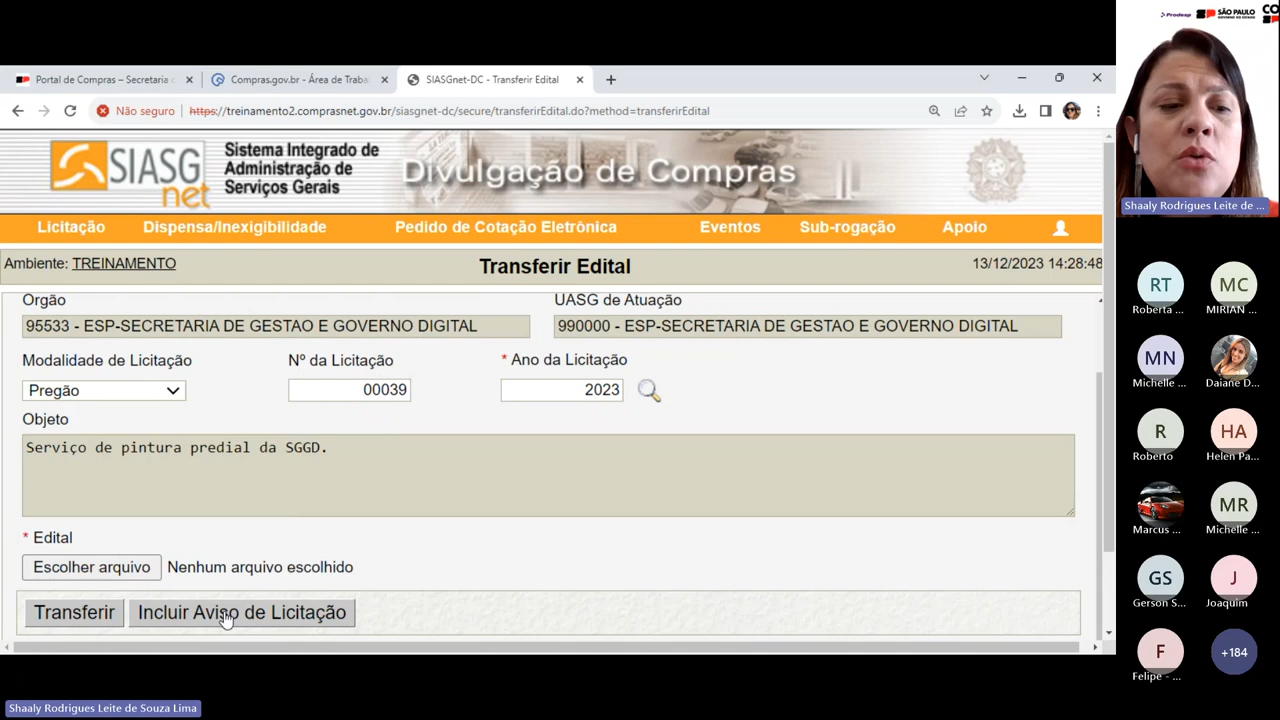 Prodesp
SÃO PAULO
GOVERNO DO ESTADO
Portal de Compras – Secretaria
Compras.gov.br - Área de Traba
SIASGnet-DC - Transferir Edital
Não seguro
https://treinamento2.comprasnet.gov.br/siasgnet-dc/secure/transferirEdital.do?method=transferirEdital
SIASG
net
Sistema Integrado de
Administração de
Serviços Gerais
Divulgação de Compras
Licitação Dispensa/Inexigibilidade Pedido de Cotação Eletrônica Eventos Sub-rogação Apoio
Ambiente: TREINAMENTO
Transferir Edital
13/12/2023 14:28:48
Orgão UASG de Atuação
95533 - ESP-SECRETARIA DE GESTAO E GOVERNO DIGITAL 990000 - ESP-SECRETARIA DE GESTAO E GOVERNO DIGITAL
Modalidade de Licitação Nº da Licitação * Ano da Licitação
Pregão 00039 2023
Objeto
Serviço de pintura predial da SGGD.
* Edital
Escolher arquivo Nenhum arquivo escolhido
Transferir Incluir Aviso de Licitação
Shaaly Rodrigues Leite de ...
RT MC
Roberta ... MIRIAN ...
MN
Michelle ... Daiane D...
R HA
Roberto Helen Pa...
MR
Marcus ... Michelle ...
GS J
Gerson S... Joaquim
F +184
Felipe - ...
Shaaly Rodrigues Leite de Souza Lima